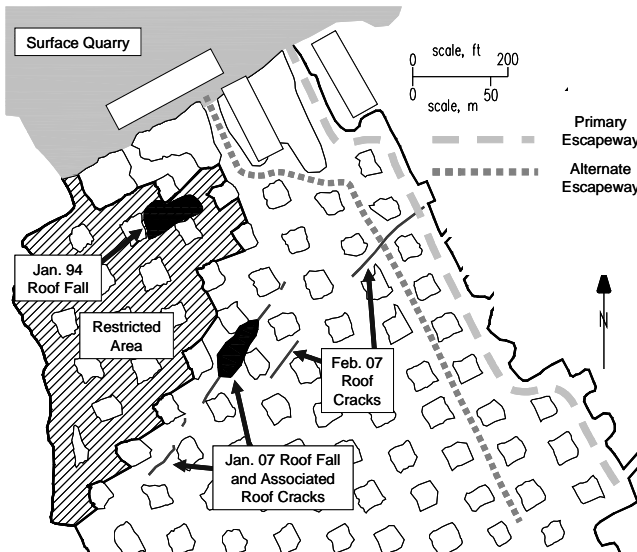 Surface Quarry
scale, ft
0
200
0
50
scale, m
Primary
Escapeway
Alternate
Escapeway
Jan. 94
Roof Fall
Restricted
Area
N
Feb. 07
Roof
Cracks
Jan. 07 Roof Fall
and Associated
Roof Cracks